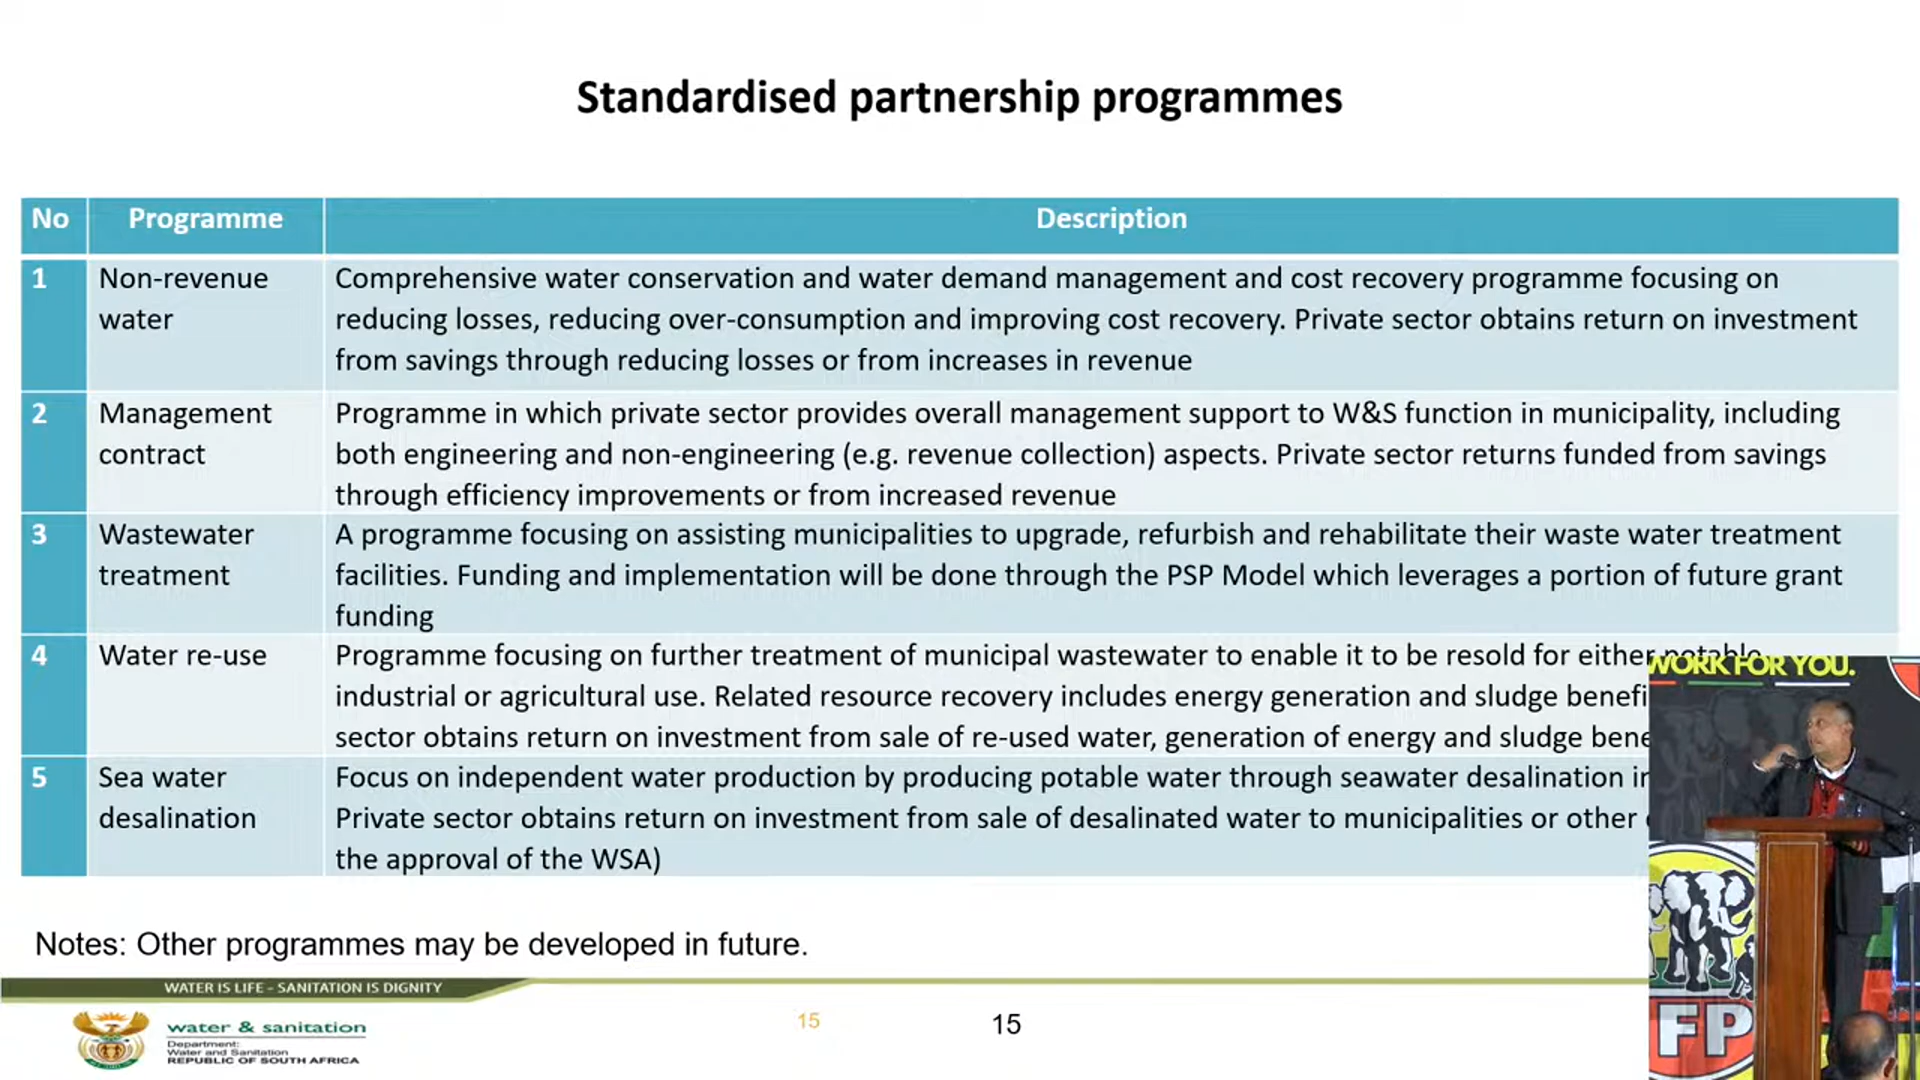 Standardised partnership programmes
No Programme Description
1 Non-revenue water
Comprehensive water conservation and water demand management and cost recovery programme focusing on
reducing losses, reducing over-consumption and improving cost recovery. Private sector obtains return on investment
from savings through reducing losses or from increases in revenue
2 Management contract
Programme in which private sector provides overall management support to W&S function in municipality, including
both engineering and non-engineering (e.g. revenue collection) aspects. Private sector returns funded from savings
through efficiency improvements or from increased revenue
3 Wastewater treatment
A programme focusing on assisting municipalities to upgrade, refurbish and rehabilitate their waste water treatment
facilities. Funding and implementation will be done through the PSP Model which leverages a portion of future grant
funding
4 Water re-use
Programme focusing on further treatment of municipal wastewater to enable it to be resold for either potable
industrial or agricultural use. Related resource recovery includes energy generation and sludge
sector obtains return on investment from sale of re-used water, generation of energy and sludge
5 Sea water desalination
Focus on independent water production by producing potable water through seawater desalination
Private sector obtains return on investment from sale of desalinated water to municipalities or other
the approval of the WSA)
Notes: Other programmes may be developed in future.
WATER IS LIFE - SANITATION IS DIGNITY
water & sanitation
Department:
Water and Sanitation
REPUBLIC OF SOUTH AFRICA
15
15
WORK FOR YOU.
FP